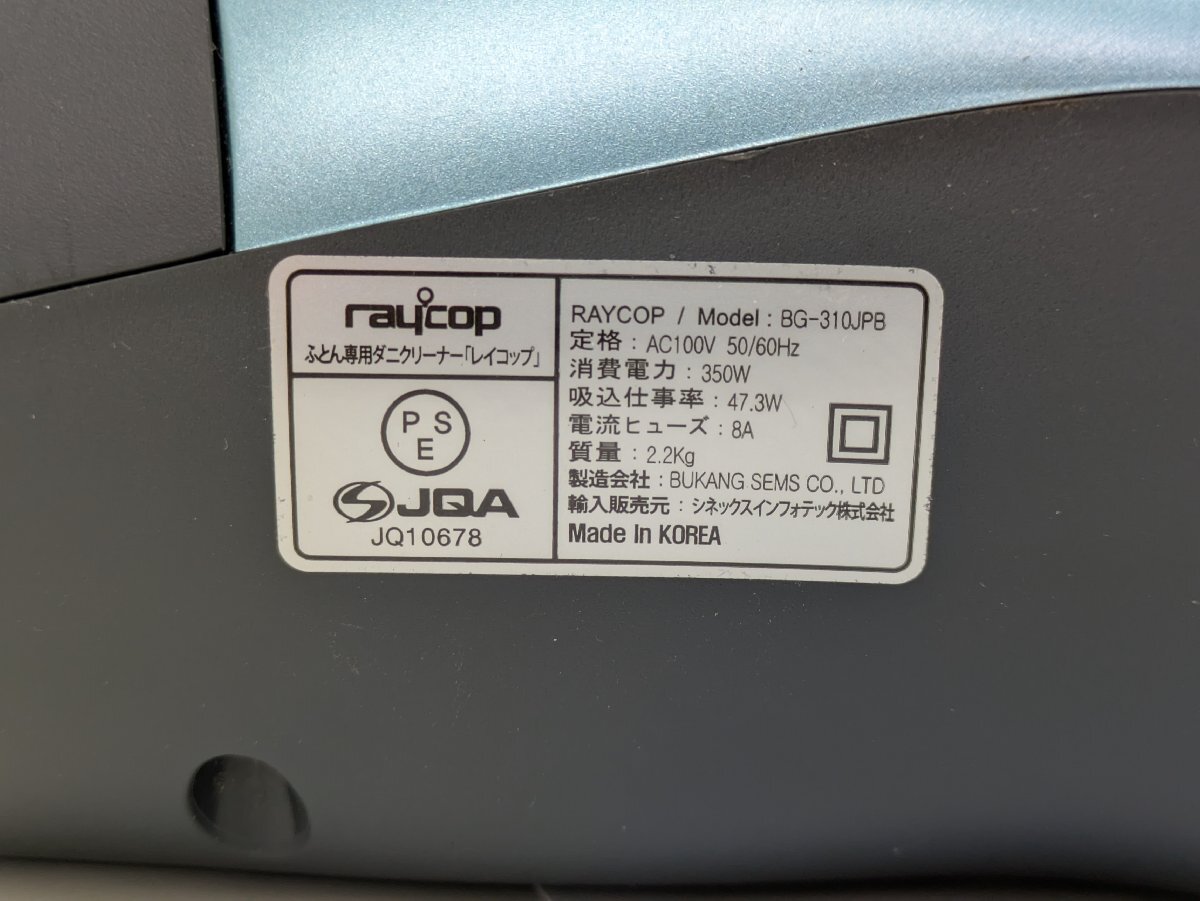 raycop
ふとん専用ダニクリーナー「レイコップ」
P S
E
JQA
JQ10678
RAYCOP / Model : BG-310JPB
定格 : AC100V 50/60Hz
消費電力 : 350W
吸込仕事率 : 47.3W
電流ヒューズ : 8A
質量 : 2.2Kg
製造会社 : BUKANG SEMS CO., LTD
輸入販売元 : シネックスインフォテック株式会社
Made In KOREA